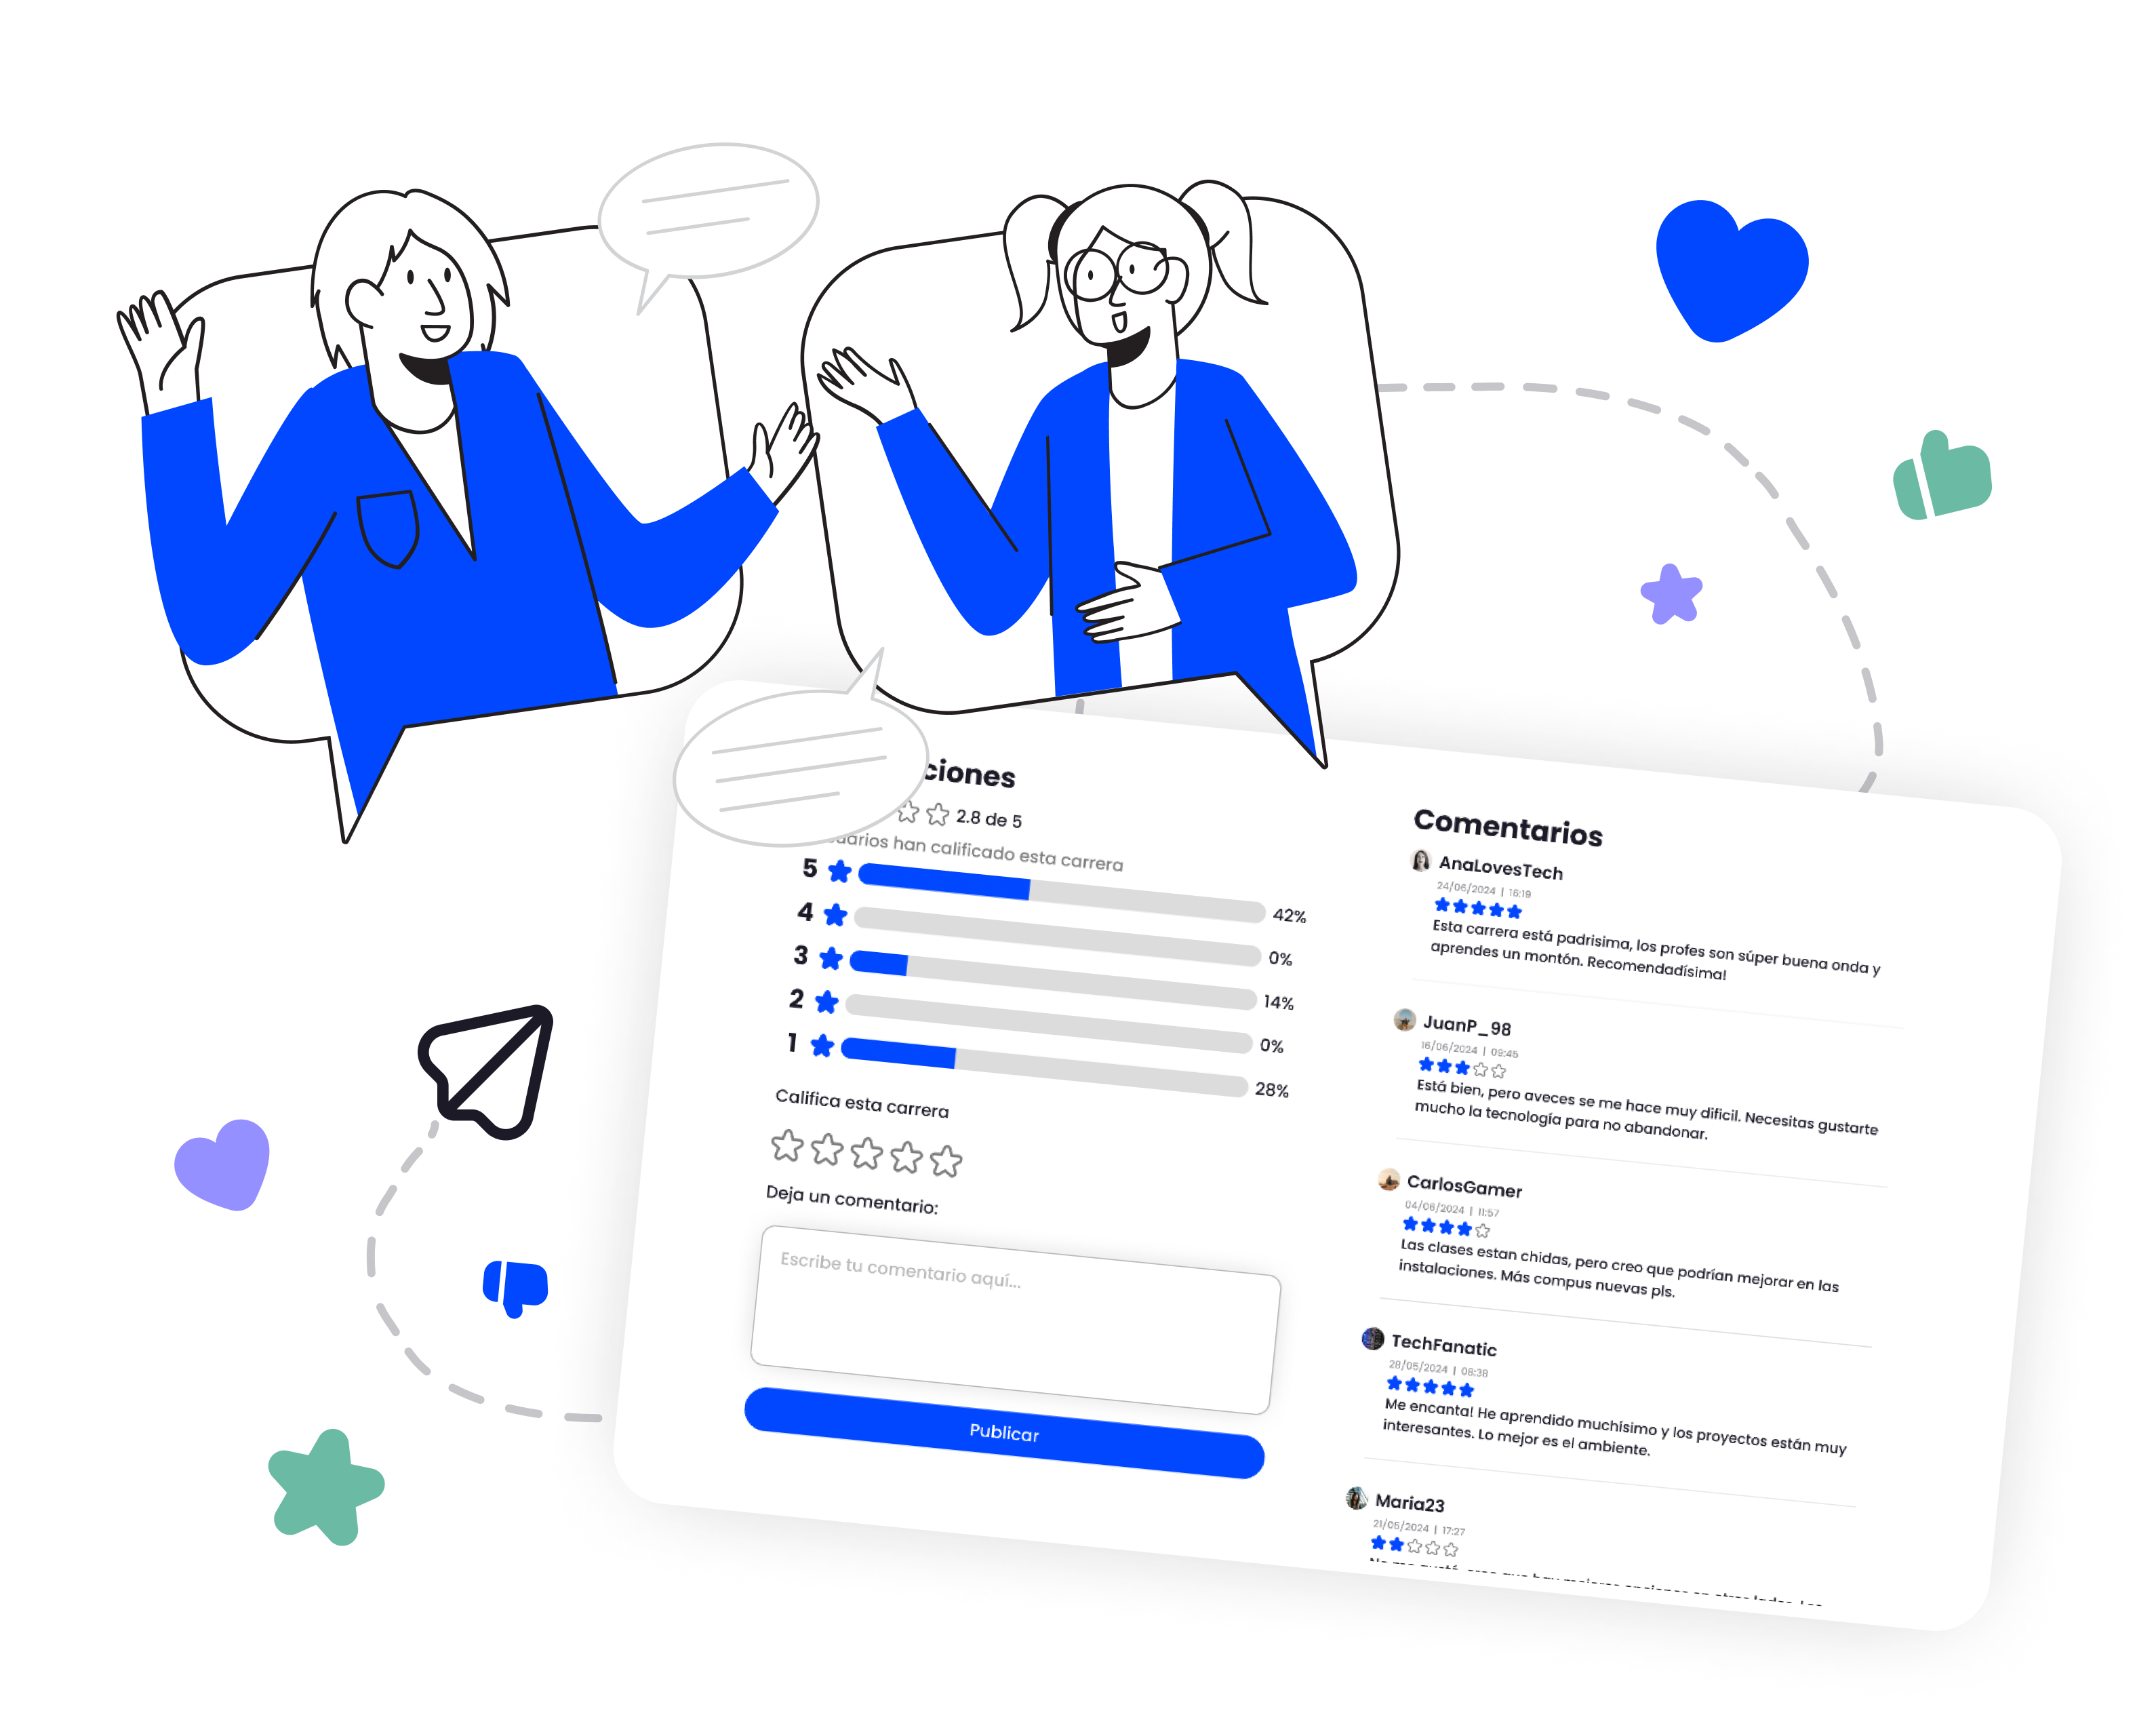 ciones
2.8 de 5
uarios han calificado esta carrera
5
42%
4
0%
3
14%
2
0%
1
28%
Califica esta carrera
Deja un comentario:
Escribe tu comentario aquí...
Publicar
Comentarios
AnaLovesTech
24/06/2024 | 16:19
Esta carrera está padrisima, los profes son súper buena onda y
aprendes un montón. Recomendadísima!
JuanP_98
16/06/2024 | 09:45
Está bien, pero aveces se me hace muy dificil. Necesitas gustarte
mucho la tecnología para no abandonar.
CarlosGamer
04/06/2024 | 11:57
Las clases estan chidas, pero creo que podrían mejorar en las
instalaciones. Más compus nuevas pls.
TechFanatic
28/05/2024 | 08:38
Me encanta! He aprendido muchísimo y los proyectos están muy
interesantes. Lo mejor es el ambiente.
Maria23
21/05/2024 | 17:27